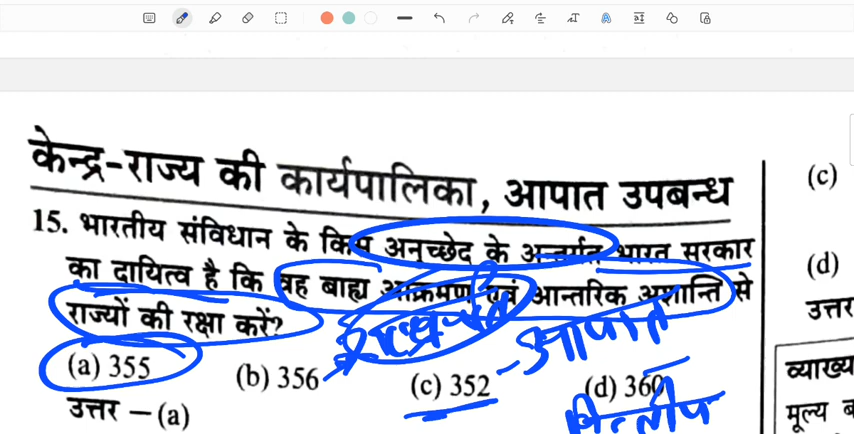 केन्द्र-राज्य की कार्यपालिका, आपात उपबन्ध
15. भारतीय संविधान के किस अनुच्छेद के अन्तर्गत भारत सरकार
का दायित्व है कि वह बाह्य आक्रमण एवं आन्तरिक अशान्ति से
राज्यों की रक्षा करें?
(a) 355 (b) 356 (c) 352 (d) 360
आपात
उत्तर – (a)
(c)
(d)
उत्तर
व्याख्य
मूल्य ब